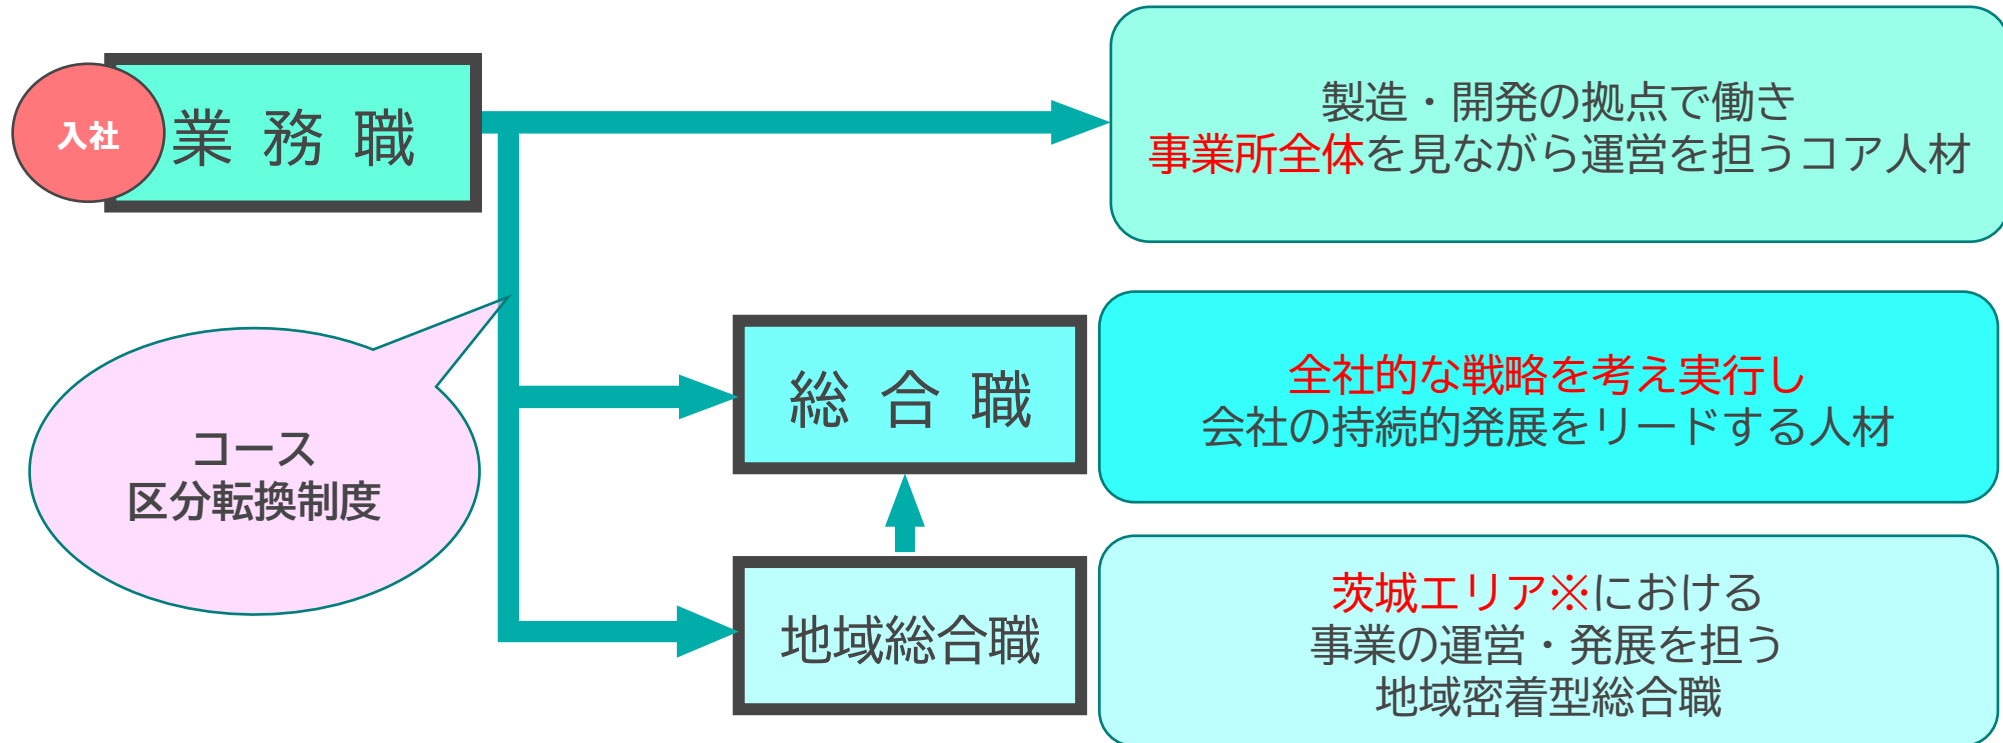 入社
業務職
製造・開発の拠点で働き
事業所全体を見ながら運営を担うコア人材
コース
区分転換制度
総合職
全社的な戦略を考え実行し
会社の持続的発展をリードする人材
地域総合職
茨城エリア※における
事業の運営・発展を担う
地域密着型総合職